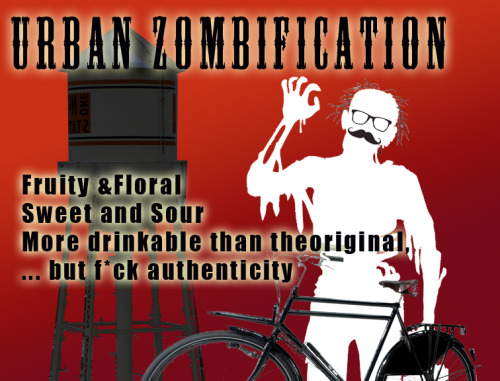 URBAN ZOMBIFICATION
Fruity &Floral
Sweet and Sour
More drinkable than theoriginal,
... but f*ck authenticity